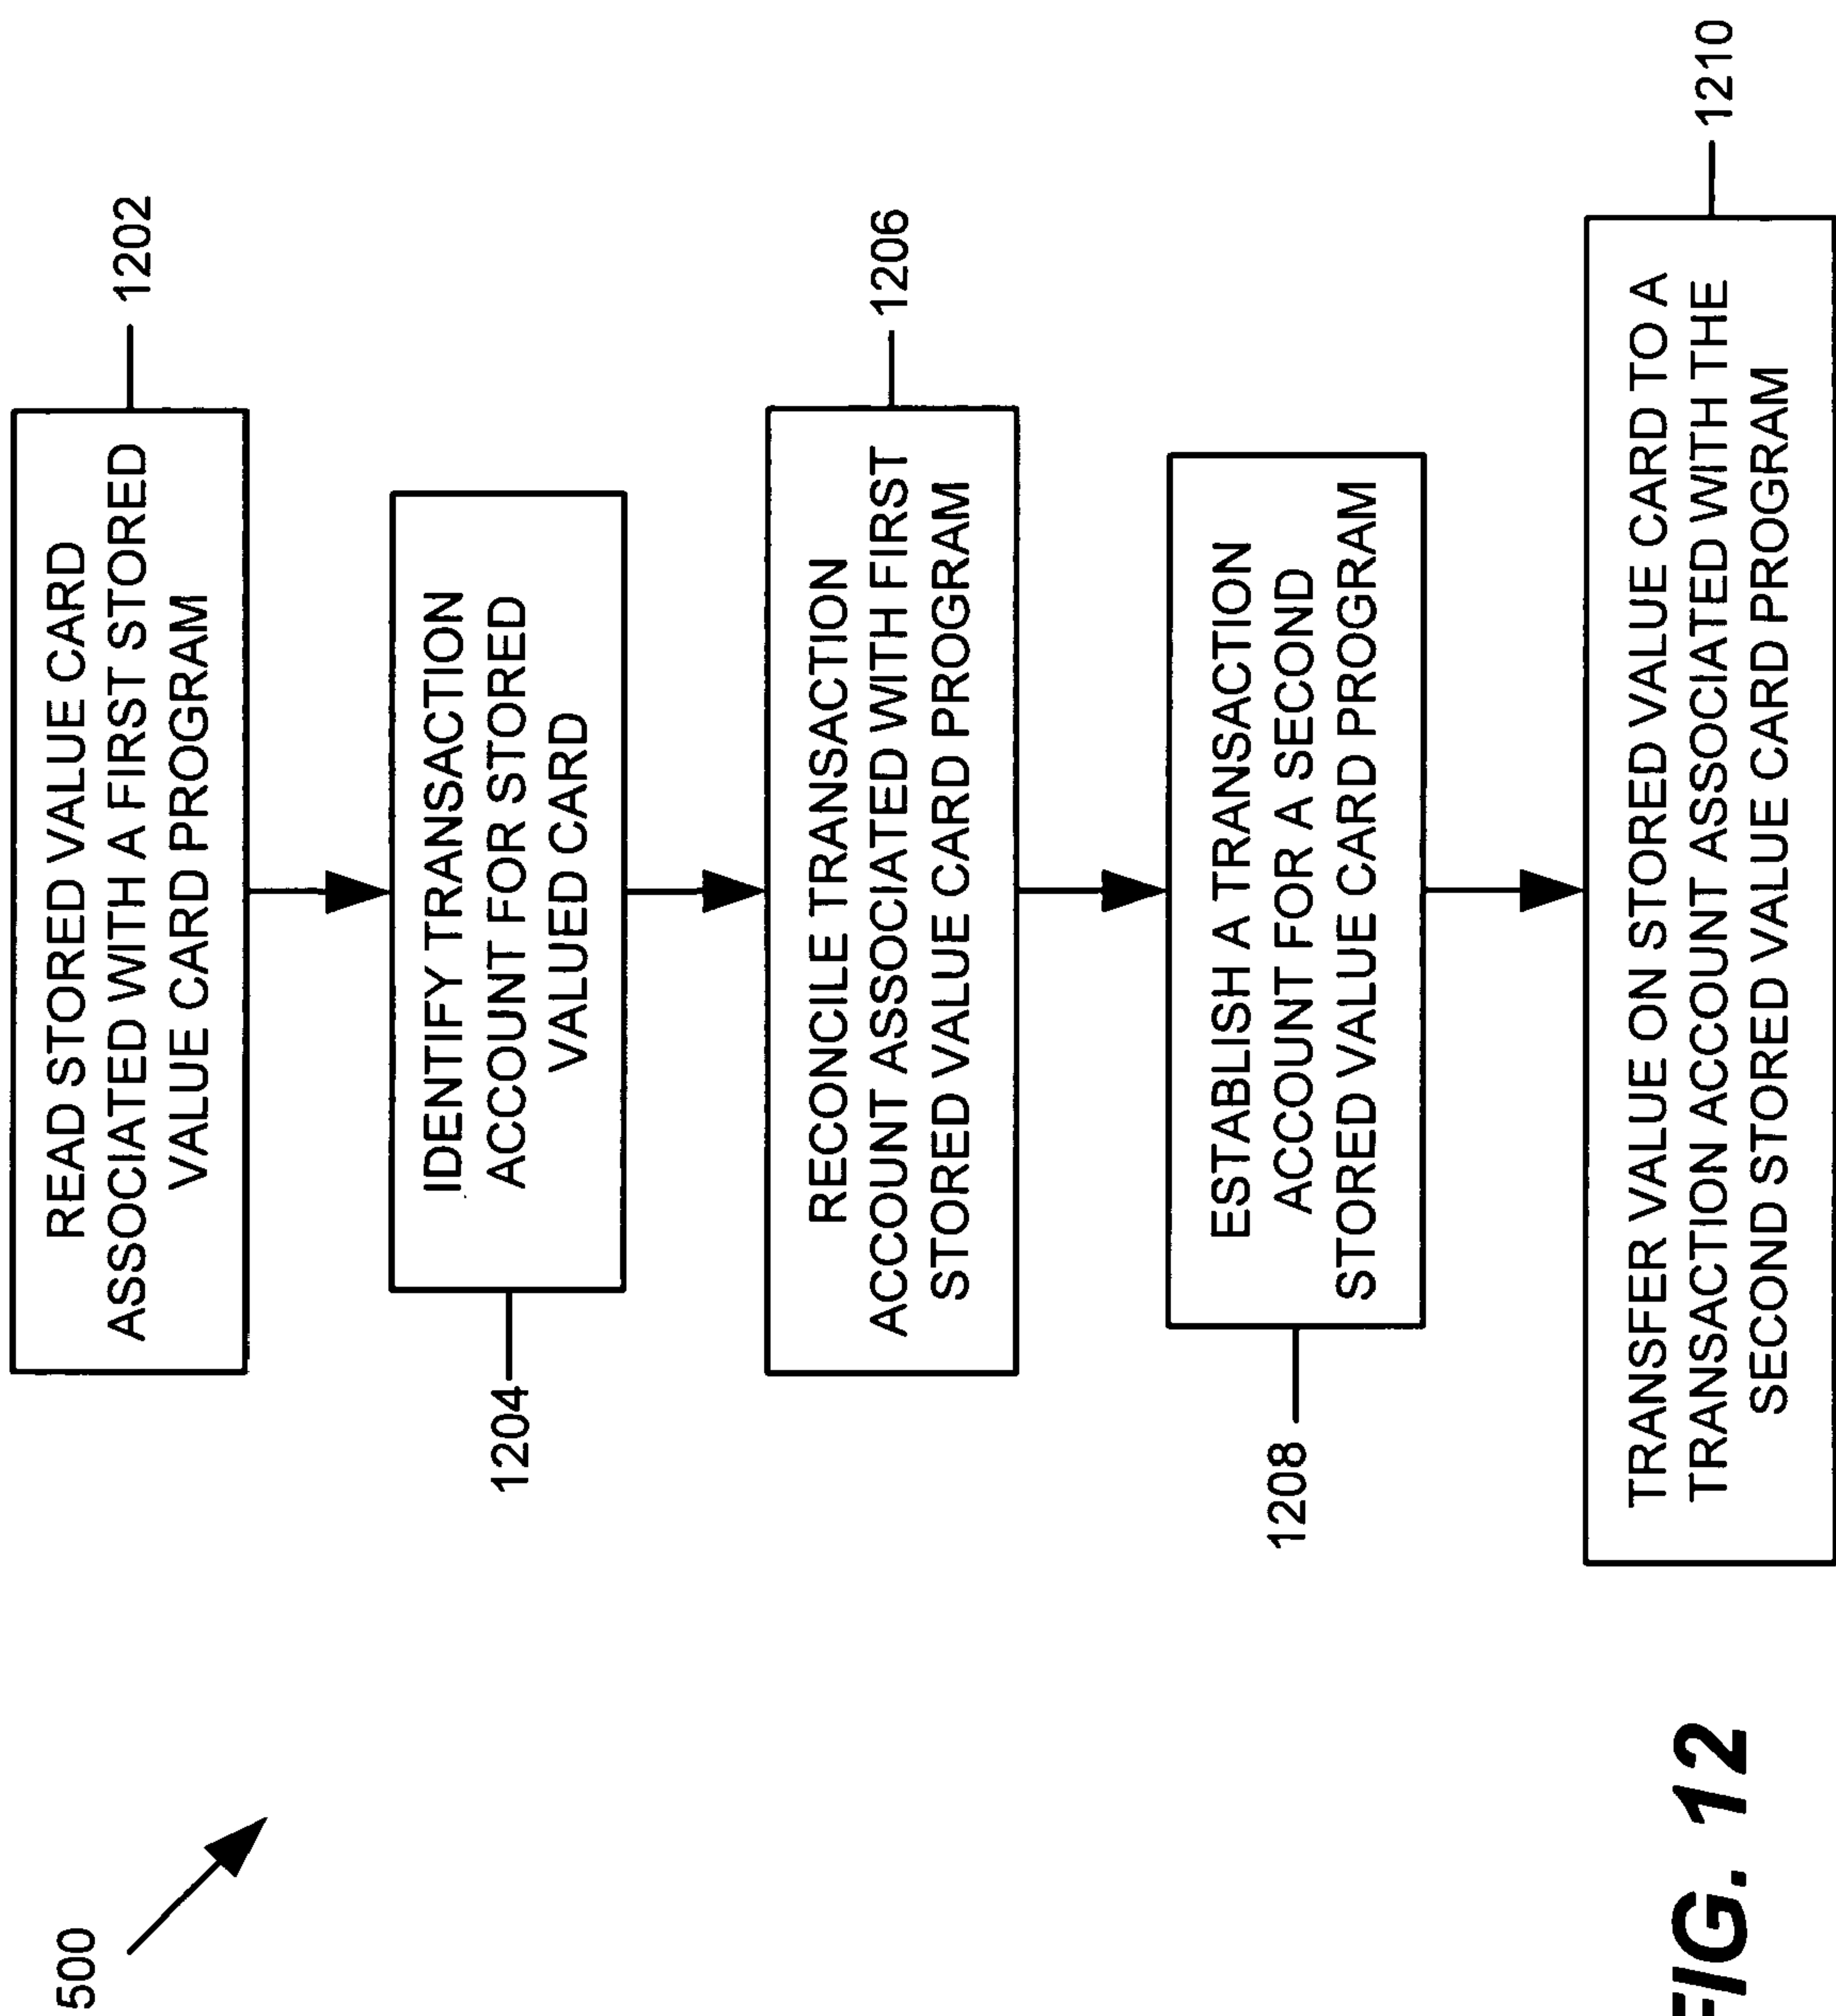 500
READ STORED VALUE CARD
ASSOCIATED WITH A FIRST STORED
VALUE CARD PROGRAM
1202
IDENTIFY TRANSACTION
ACCOUNT FOR STORED
VALUED CARD
1204
RECONCILE TRANSACTION
ACCOUNT ASSOCIATED WITH FIRST
STORED VALUE CARD PROGRAM
1206
ESTABLISH A TRANSACTION
ACCOUNT FOR A SECOND
STORED VALUE CARD PROGRAM
1208
TRANSFER VALUE ON STORED VALUE CARD TO A
TRANSACTION ACCOUNT ASSOCIATED WITH THE
SECOND STORED VALUE CARD PROGRAM
1210
FIG. 12